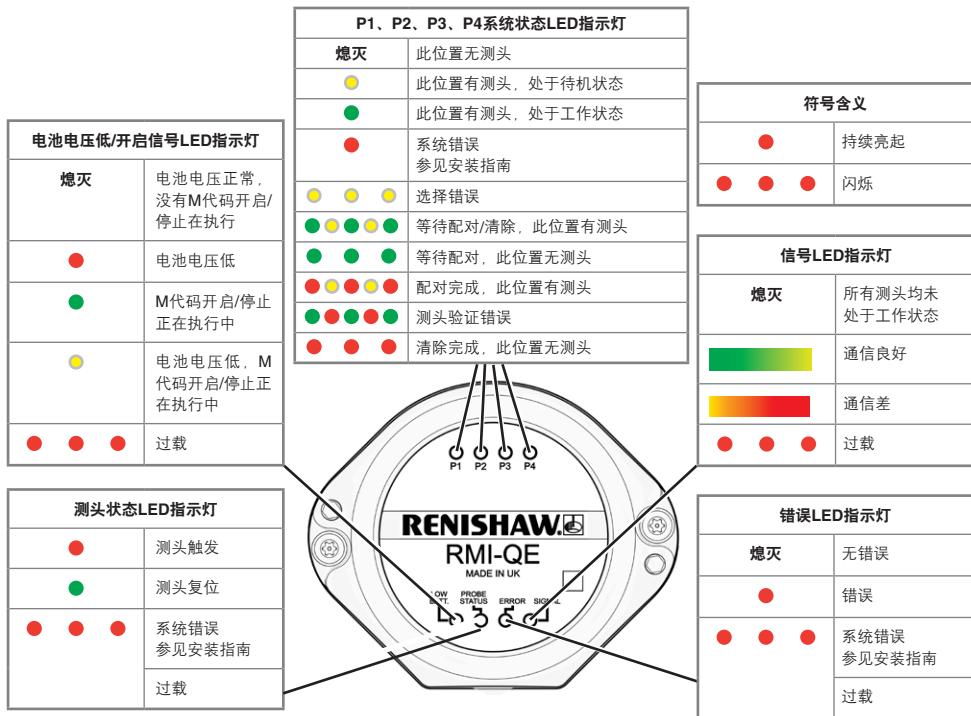 P1、P2、P3、P4系统状态LED指示灯
熄灭
此位置无测头
此位置有测头，处于待机状态
此位置有测头，处于工作状态
系统错误
参见安装指南
选择错误
等待配对/清除，此位置有测头
等待配对，此位置无测头
配对完成，此位置有测头
测头验证错误
清除完成，此位置无测头
符号含义
持续亮起
闪烁
电池电压低/开启信号LED指示灯
熄灭
电池电压正常，
没有M代码开启/
停止在执行
电池电压低
M代码开启/停止
正在执行中
电池电压低，M
代码开启/停止正
在执行中
过载
信号LED指示灯
熄灭
所有测头均未
处于工作状态
通信良好
通信差
过载
P1 P2 P3 P4
RENISHAW
RMI-QE
MADE IN UK
LOW
BATT.
PROBE
STATUS
ERROR
SIGNAL
测头状态LED指示灯
测头触发
测头复位
系统错误
参见安装指南
过载
错误LED指示灯
熄灭
无错误
错误
系统错误
参见安装指南
过载